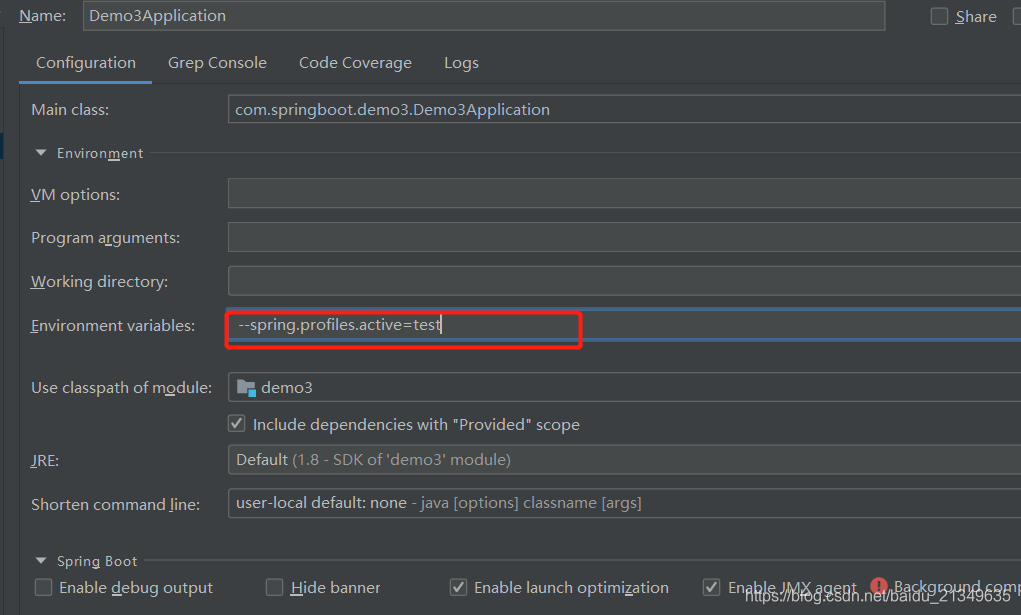 Name: Demo3Application Share
Configuration Grep Console Code Coverage Logs
Main class: com.springboot.demo3.Demo3Application
Environment
VM options:
Program arguments:
Working directory:
Environment variables: --spring.profiles.active=test
Use classpath of module: demo3
Include dependencies with "Provided" scope
JRE: Default (1.8 - SDK of 'demo3' module)
Shorten command line: user-local default: none - java [options] classname [args]
Spring Boot
Enable debug output Hide banner Enable launch optimization Enable JMX agent Background
https://blog.csdn.net/baidu_21349635